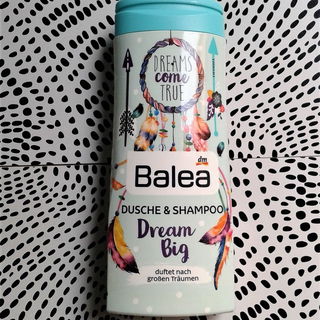 DREAMS
come
TRUE
dm
Balea
DUSCHE & SHAMPOO
Dream
Big
duftet nach
großen Träumen